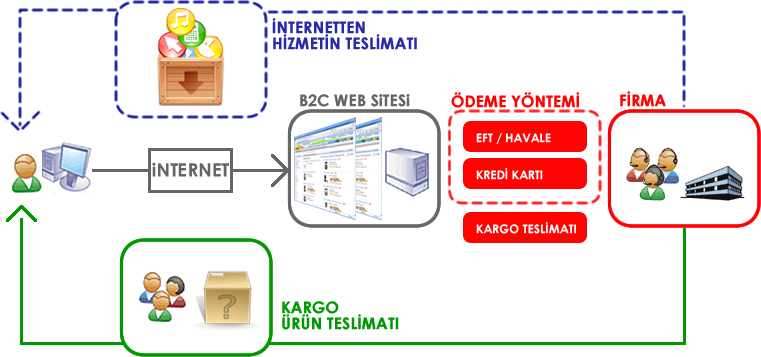 İNTERNETTEN
HİZMETİN TESLİMATI
B2C WEB SİTESİ
ÖDEME YÖNTEMİ
FİRMA
EFT / HAVALE
İNTERNET
KREDİ KARTI
KARGO TESLİMATI
?
KARGO
ÜRÜN TESLİMATI